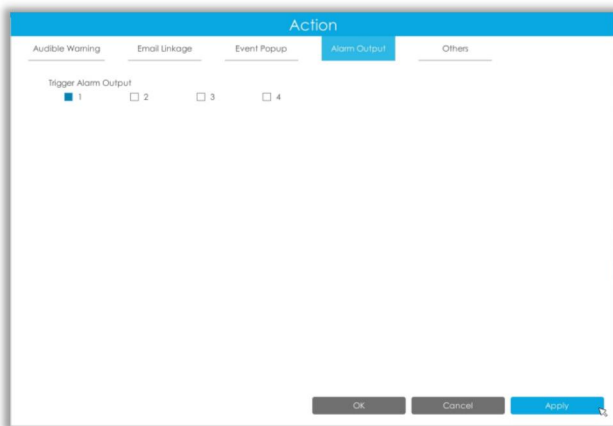 Action
Audible Warning Email Linkage Event Popup Alarm Output Others
Trigger Alarm Output
1 2 3 4
OK Cancel Apply